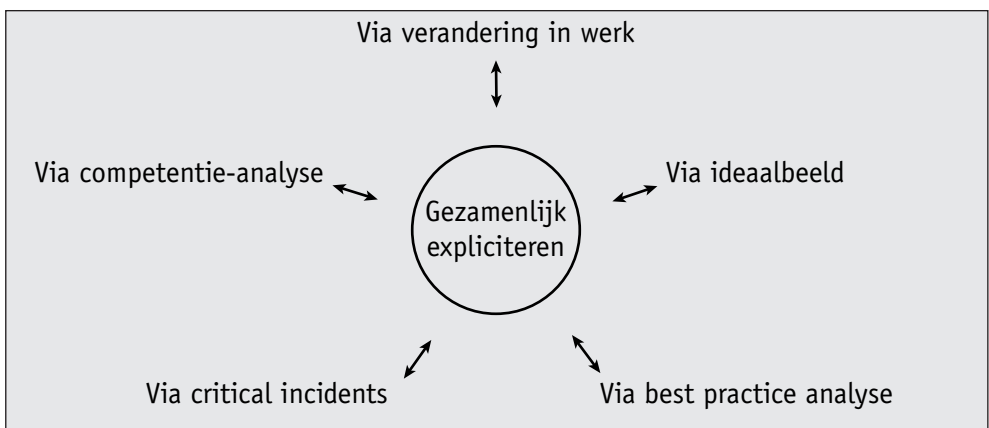 Via verandering in werk
Via competentie-analyse
Via ideaalbeeld
Gezamenlijk
expliciteren
Via critical incidents
Via best practice analyse